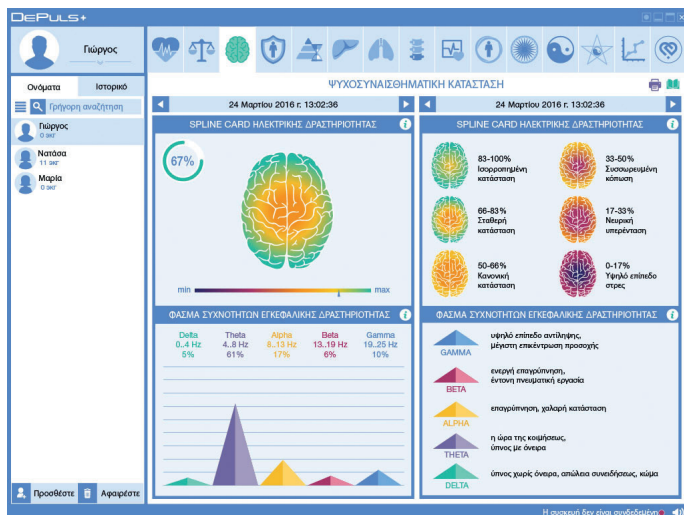 DEPULS+
Γιώργος
Ονόματα
Ιστορικό
Γρήγορη αναζήτηση
Γιώργος
0 экг
Νατάσα
11 экг
Μαρία
0 экг
Προσθέστε
Αφαιρέστε
ΨΥΧΟΣΥΝΑΙΣΘΗΜΑΤΙΚΗ ΚΑΤΑΣΤΑΣΗ
24 Μαρτίου 2016 г. 13:02:36
SPLINE CARD ΗΛΕΚΤΡΙΚΗΣ ΔΡΑΣΤΗΡΙΟΤΗΤΑΣ
67%
min
max
ΦΑΣΜΑ ΣΥΧΝΟΤΗΤΩΝ ΕΓΚΕΦΑΛΙΚΗΣ ΔΡΑΣΤΗΡΙΟΤΗΤΑΣ
Delta Theta Alpha Beta Gamma
0..4 Hz 4..8 Hz 8..13 Hz 13..19 Hz 19..25 Hz
5% 61% 17% 6% 10%
24 Μαρτίου 2016 г. 13:02:36
SPLINE CARD ΗΛΕΚΤΡΙΚΗΣ ΔΡΑΣΤΗΡΙΟΤΗΤΑΣ
83-100%
Ισορροπημένη
κατάσταση
33-50%
Συσσωρευμένη
κόπωση
66-83%
Σταθερή
κατάσταση
17-33%
Νευρική
υπερένταση
50-66%
Κανονική
κατάσταση
0-17%
Υψηλό επίπεδο
στρες
ΦΑΣΜΑ ΣΥΧΝΟΤΗΤΩΝ ΕΓΚΕΦΑΛΙΚΗΣ ΔΡΑΣΤΗΡΙΟΤΗΤΑΣ
υψηλό επίπεδο αντίληψης,
μέγιστη επικέντρωση προσοχής
GAMMA
ενεργή επαγρύπνηση,
έντονη πνευματική εργασία
BETA
επαγρύπνηση, χαλαρή κατάσταση
ALPHA
η ώρα της κοιμήσεως,
ύπνος με όνειρα
THETA
ύπνος χωρίς όνειρα, απώλεια συνειδήσεως, κώμα
DELTA
Η συσκευή δεν είναι συνδεδεμένη